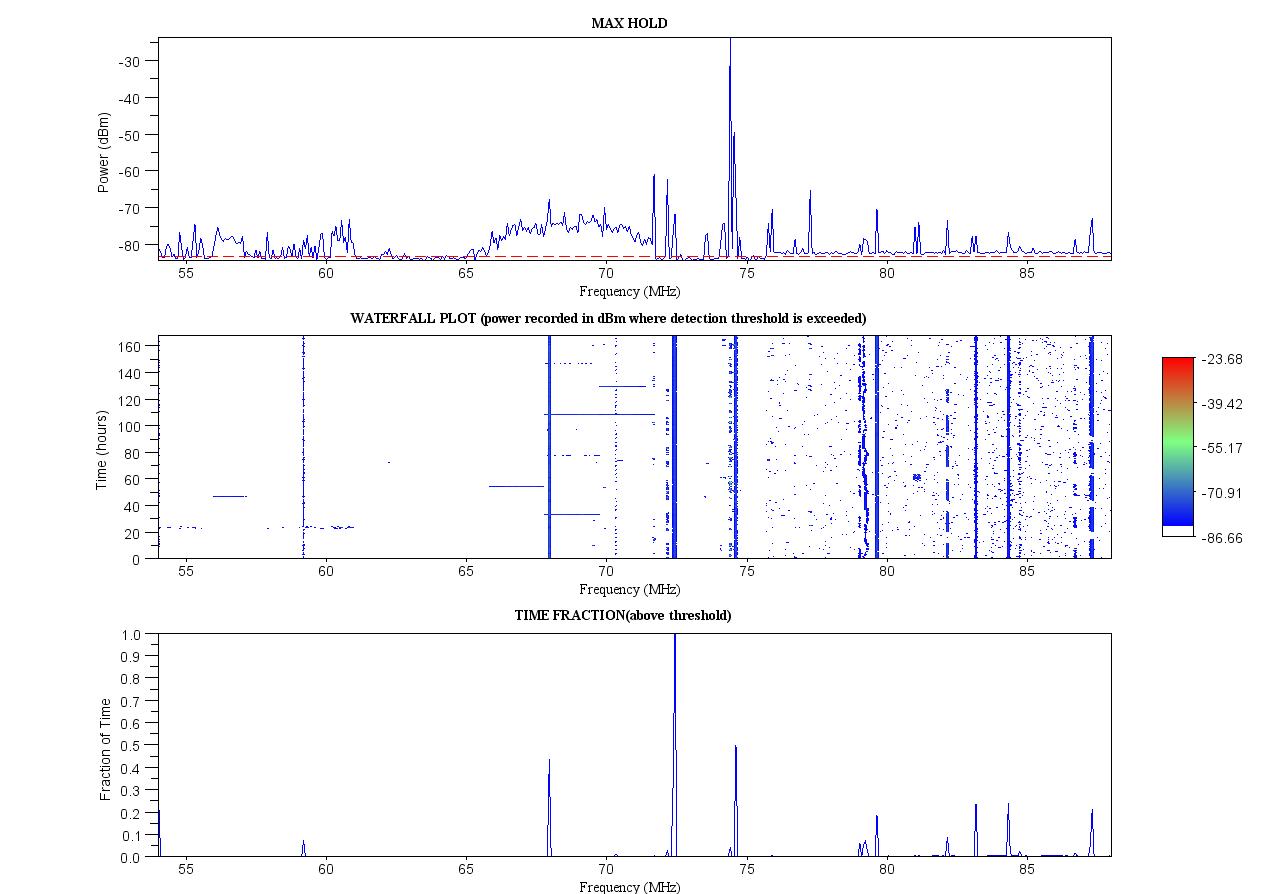 MAX HOLD
-30
-40
-50
-60
-70
-80
Power (dBm)
55 60 65 70 75 80 85
Frequency (MHz)
WATERFALL PLOT (power recorded in dBm where detection threshold is exceeded)
160
140
120
100
80
60
40
20
0
Time (hours)
55 60 65 70 75 80 85
Frequency (MHz)
-23.68
-39.42
-55.17
-70.91
-86.66
TIME FRACTION(above threshold)
1.0
0.9
0.8
0.7
0.6
0.5
0.4
0.3
0.2
0.1
0.0
Fraction of Time
55 60 65 70 75 80 85
Frequency (MHz)